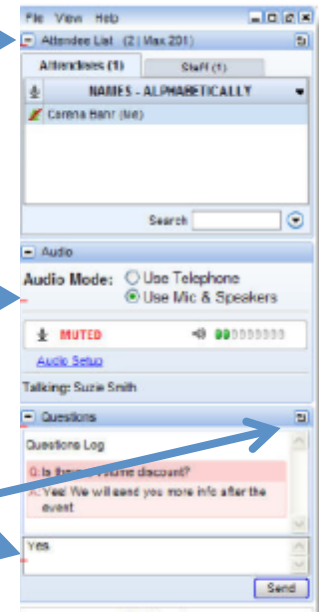 File View Help
Attendee List (2 | Max 201)
Attendees (1) Staff (1)
NAMES - ALPHABETICALLY
(Me)
Search
Audio
Audio Mode: Use Telephone
Use Mic & Speakers
MUTED
Audio Setup
Talking: Suzie Smith
Questions
Questions Log
Q: Is there a volume discount?
A: Yes! We will send you more info after the
event
Yes
Send